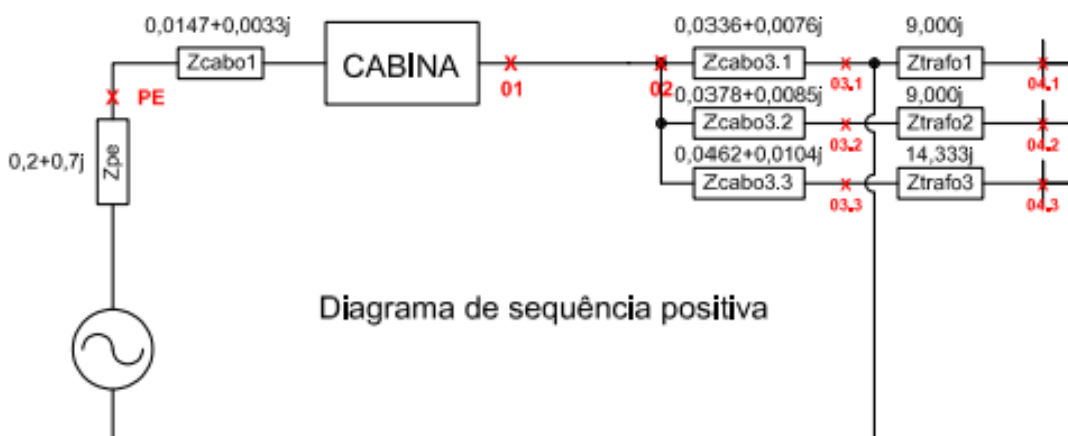 0,0147+0,0033j
Zcabo1
CABINA
0,0336+0,0076j
Zcabo3.1
9,000j
Ztrafo1
PE
01
02
03.1
04.1
0,0378+0,0085j
Zcabo3.2
9,000j
Ztrafo2
03.2
04.2
0,2+0,7j
Zpe
0,0462+0,0104j
Zcabo3.3
14,333j
Ztrafo3
03.3
04.3
Diagrama de sequência positiva